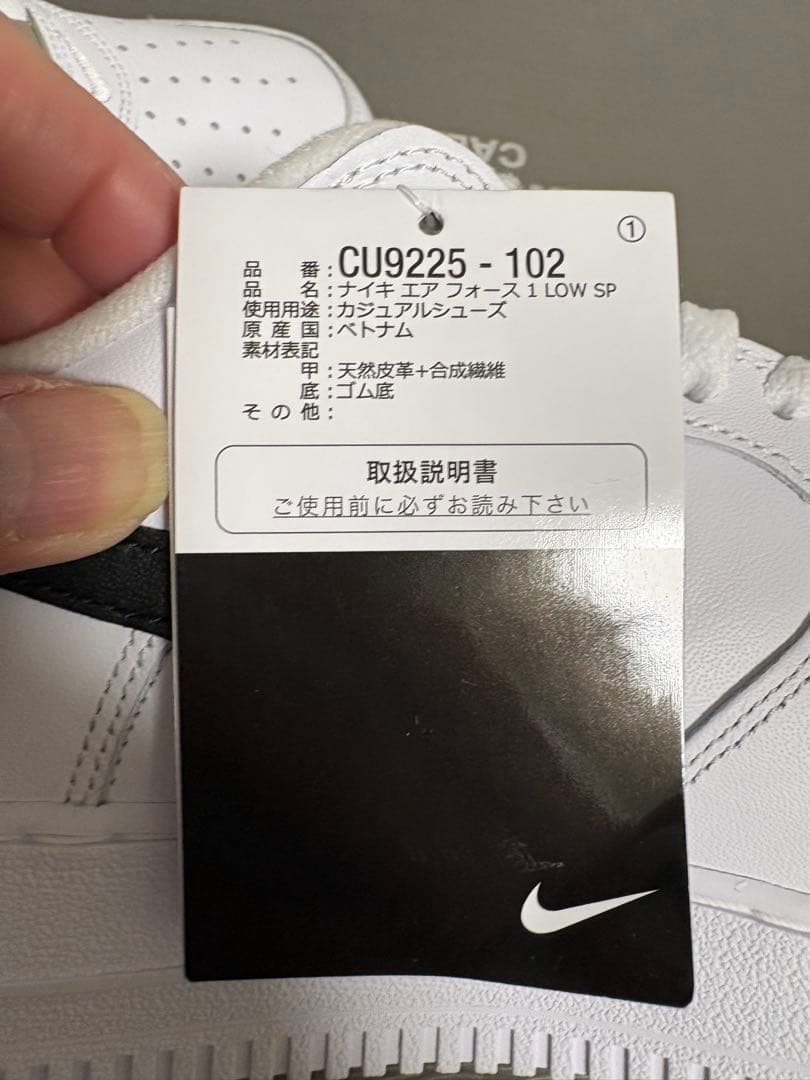 ①
品 番 : CU9225 - 102
品 名 : ナイキ エア フォース 1 LOW SP
使用用途 : カジュアルシューズ
原 産 国 : ベトナム
素材表記
甲 : 天然皮革+合成繊維
底 : ゴム底
そ の 他 :
取扱説明書
ご使用前に必ずお読み下さい